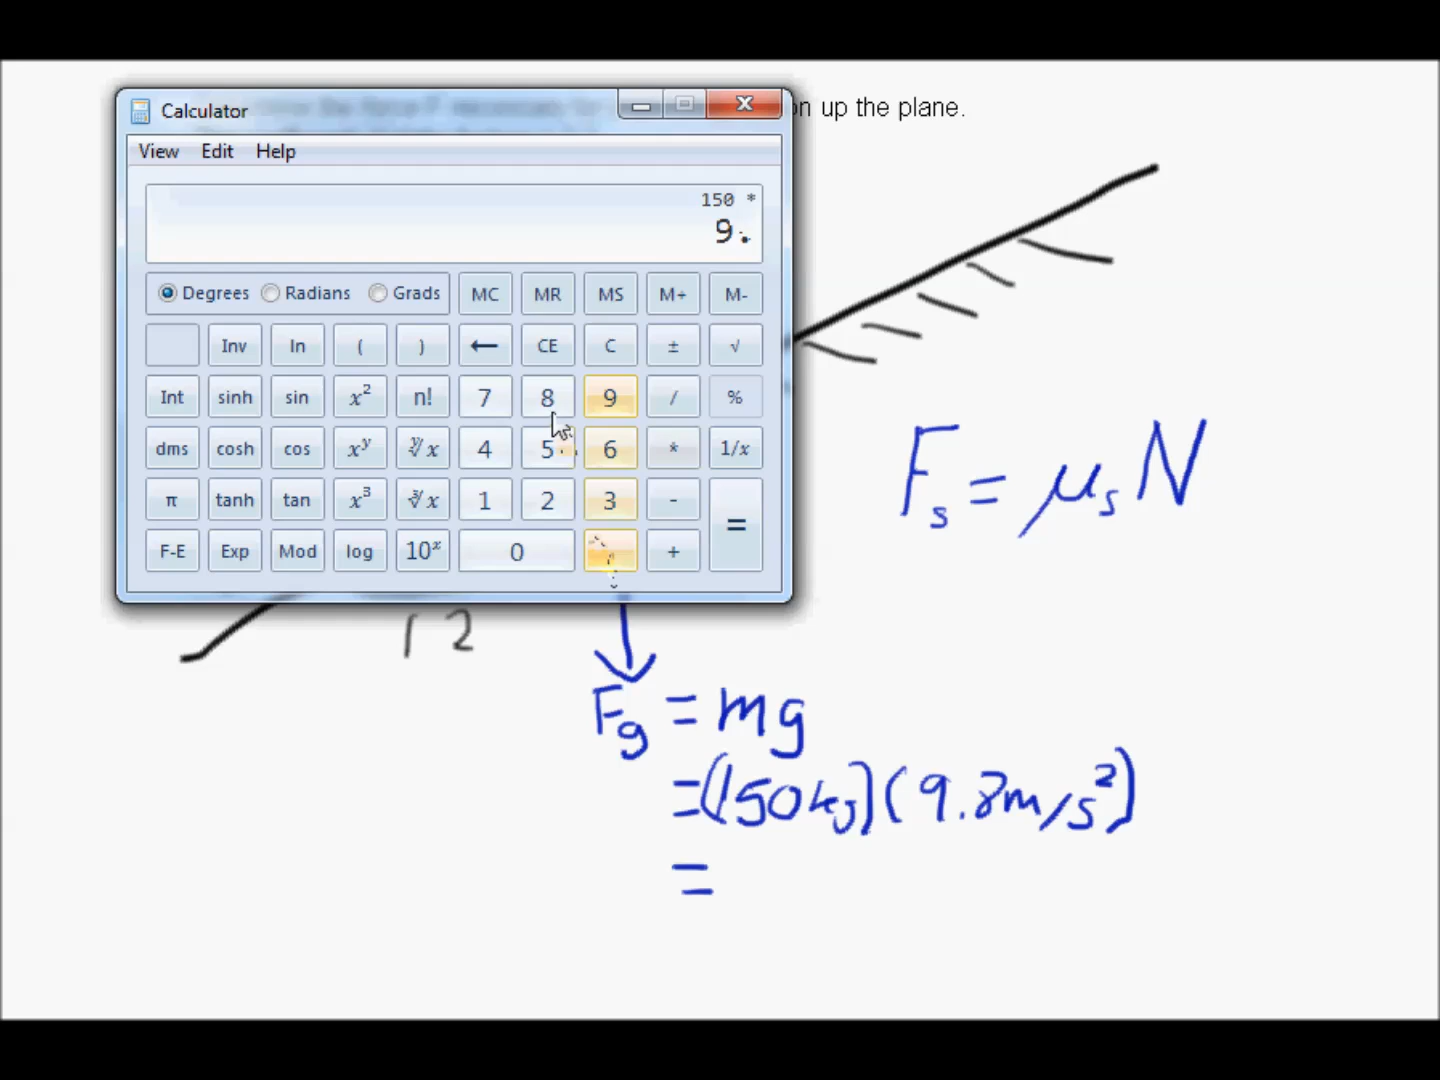 on up the plane.
Calculator
View Edit Help
150 *
9.
Degrees Radians Grads MC MR MS M+ M-
Inv ln ( ) ← CE C ± √
Int sinh sin x² n! 7 8 9 / %
dms cosh cos xʸ ʸ√x 4 5 6 * 1/x
π tanh tan x³ ³√x 1 2 3 - =
F-E Exp Mod log 10ˣ 0 +
Fs = μs N
12
Fg = mg
= (150kg)(9.8m/s²)
=